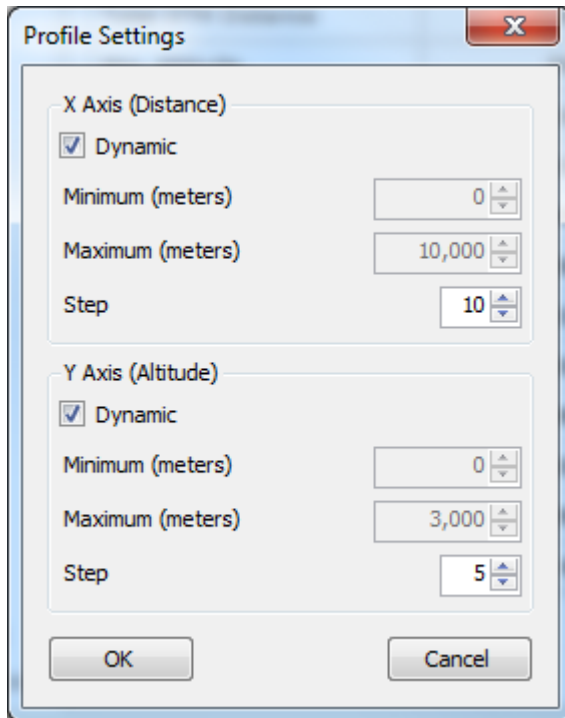 Profile Settings
X Axis (Distance)
Dynamic
Minimum (meters) 0
Maximum (meters) 10,000
Step 10
Y Axis (Altitude)
Dynamic
Minimum (meters) 0
Maximum (meters) 3,000
Step 5
OK Cancel